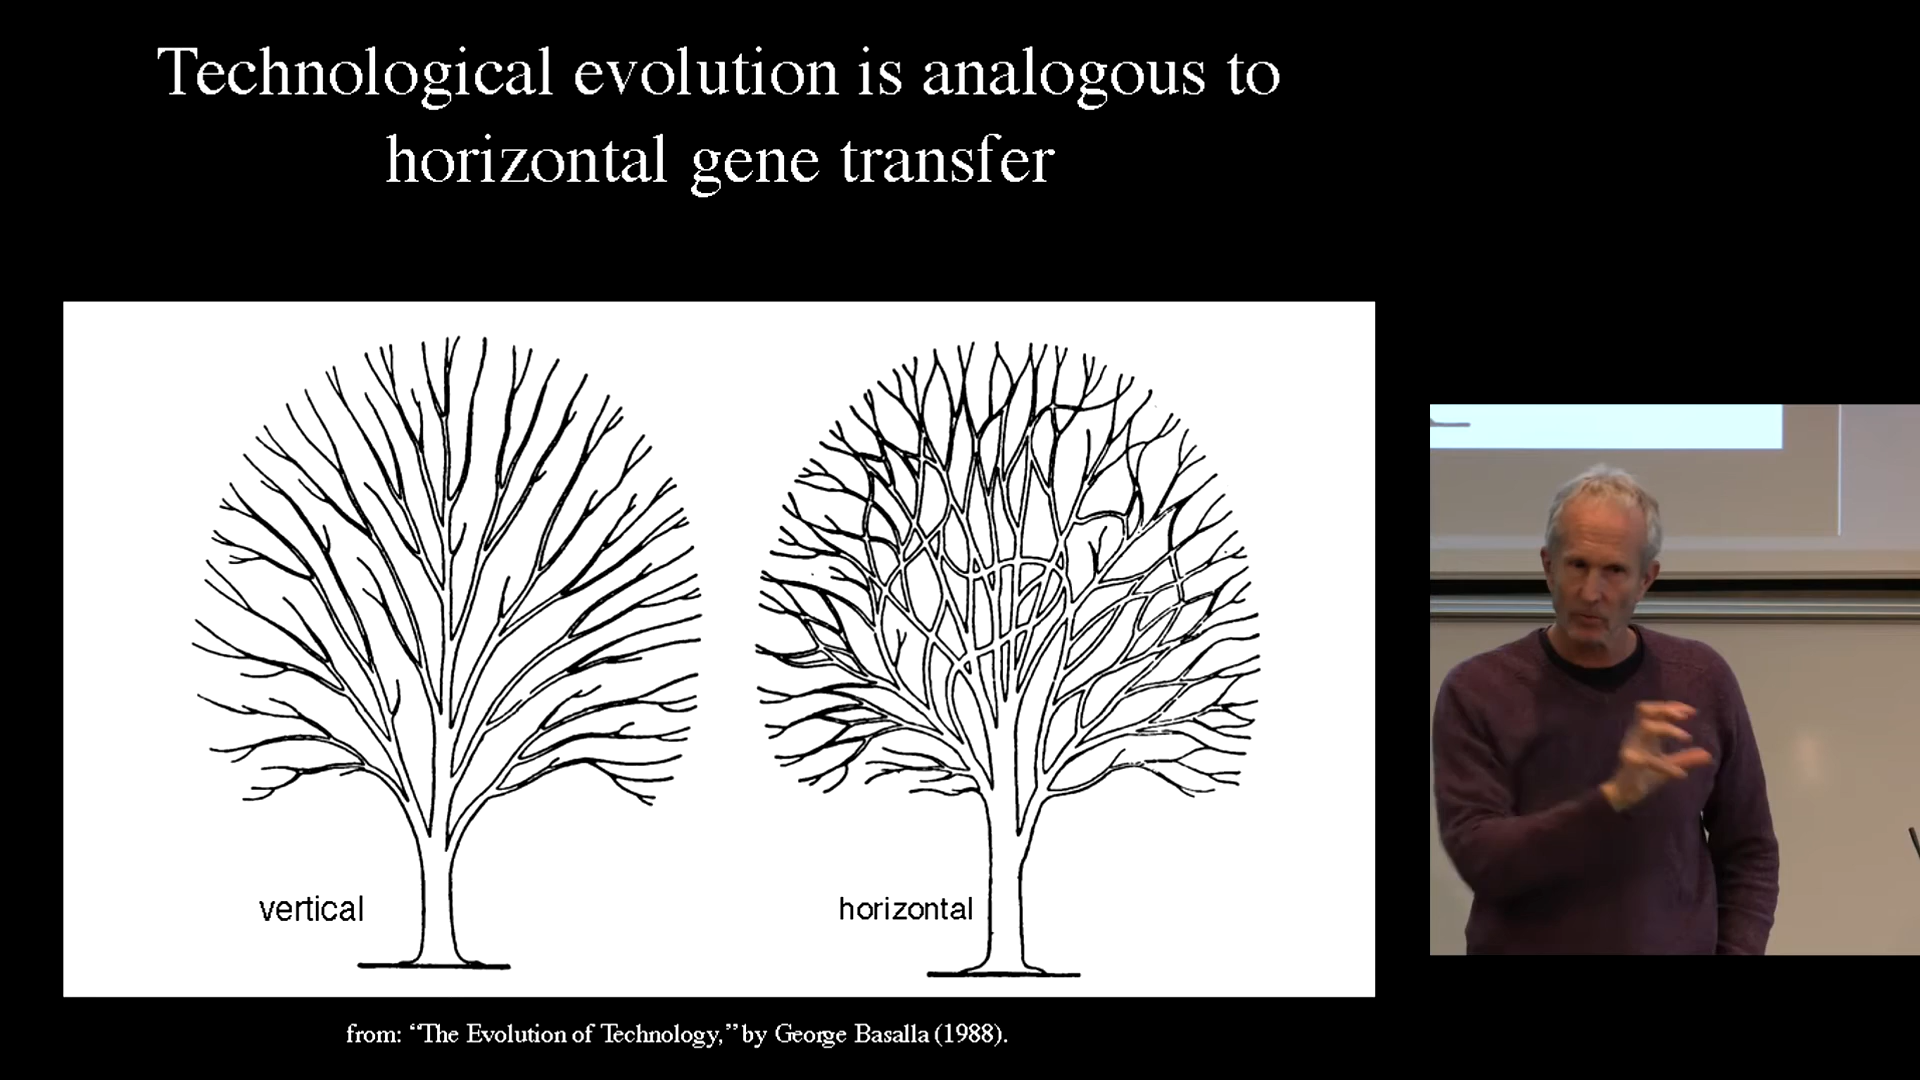 Technological evolution is analogous to
horizontal gene transfer
vertical
horizontal
from: “The Evolution of Technology,” by George Basalla (1988).